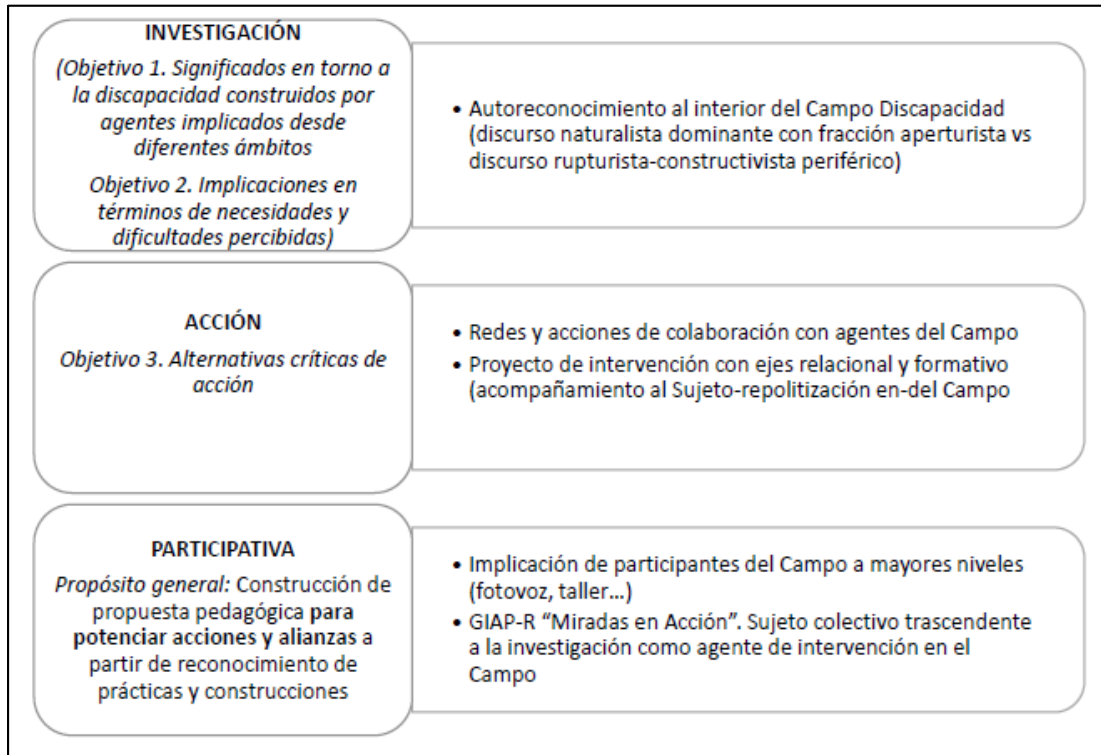 INVESTIGACIÓN
(Objetivo 1. Significados en torno a
la discapacidad construidos por
agentes implicados desde
diferentes ámbitos
Objetivo 2. Implicaciones en
términos de necesidades y
dificultades percibidas)
• Autoreconocimiento al interior del Campo Discapacidad
(discurso naturalista dominante con fracción aperturista vs
discurso rupturista-constructivista periférico)
ACCIÓN
Objetivo 3. Alternativas críticas de
acción
• Redes y acciones de colaboración con agentes del Campo
• Proyecto de intervención con ejes relacional y formativo
(acompañamiento al Sujeto-repolitización en-del Campo
PARTICIPATIVA
Propósito general: Construcción de
propuesta pedagógica para
potenciar acciones y alianzas a
partir de reconocimiento de
prácticas y construcciones
• Implicación de participantes del Campo a mayores niveles
(fotovoz, taller...)
• GIAP-R “Miradas en Acción”. Sujeto colectivo trascendente
a la investigación como agente de intervención en el
Campo